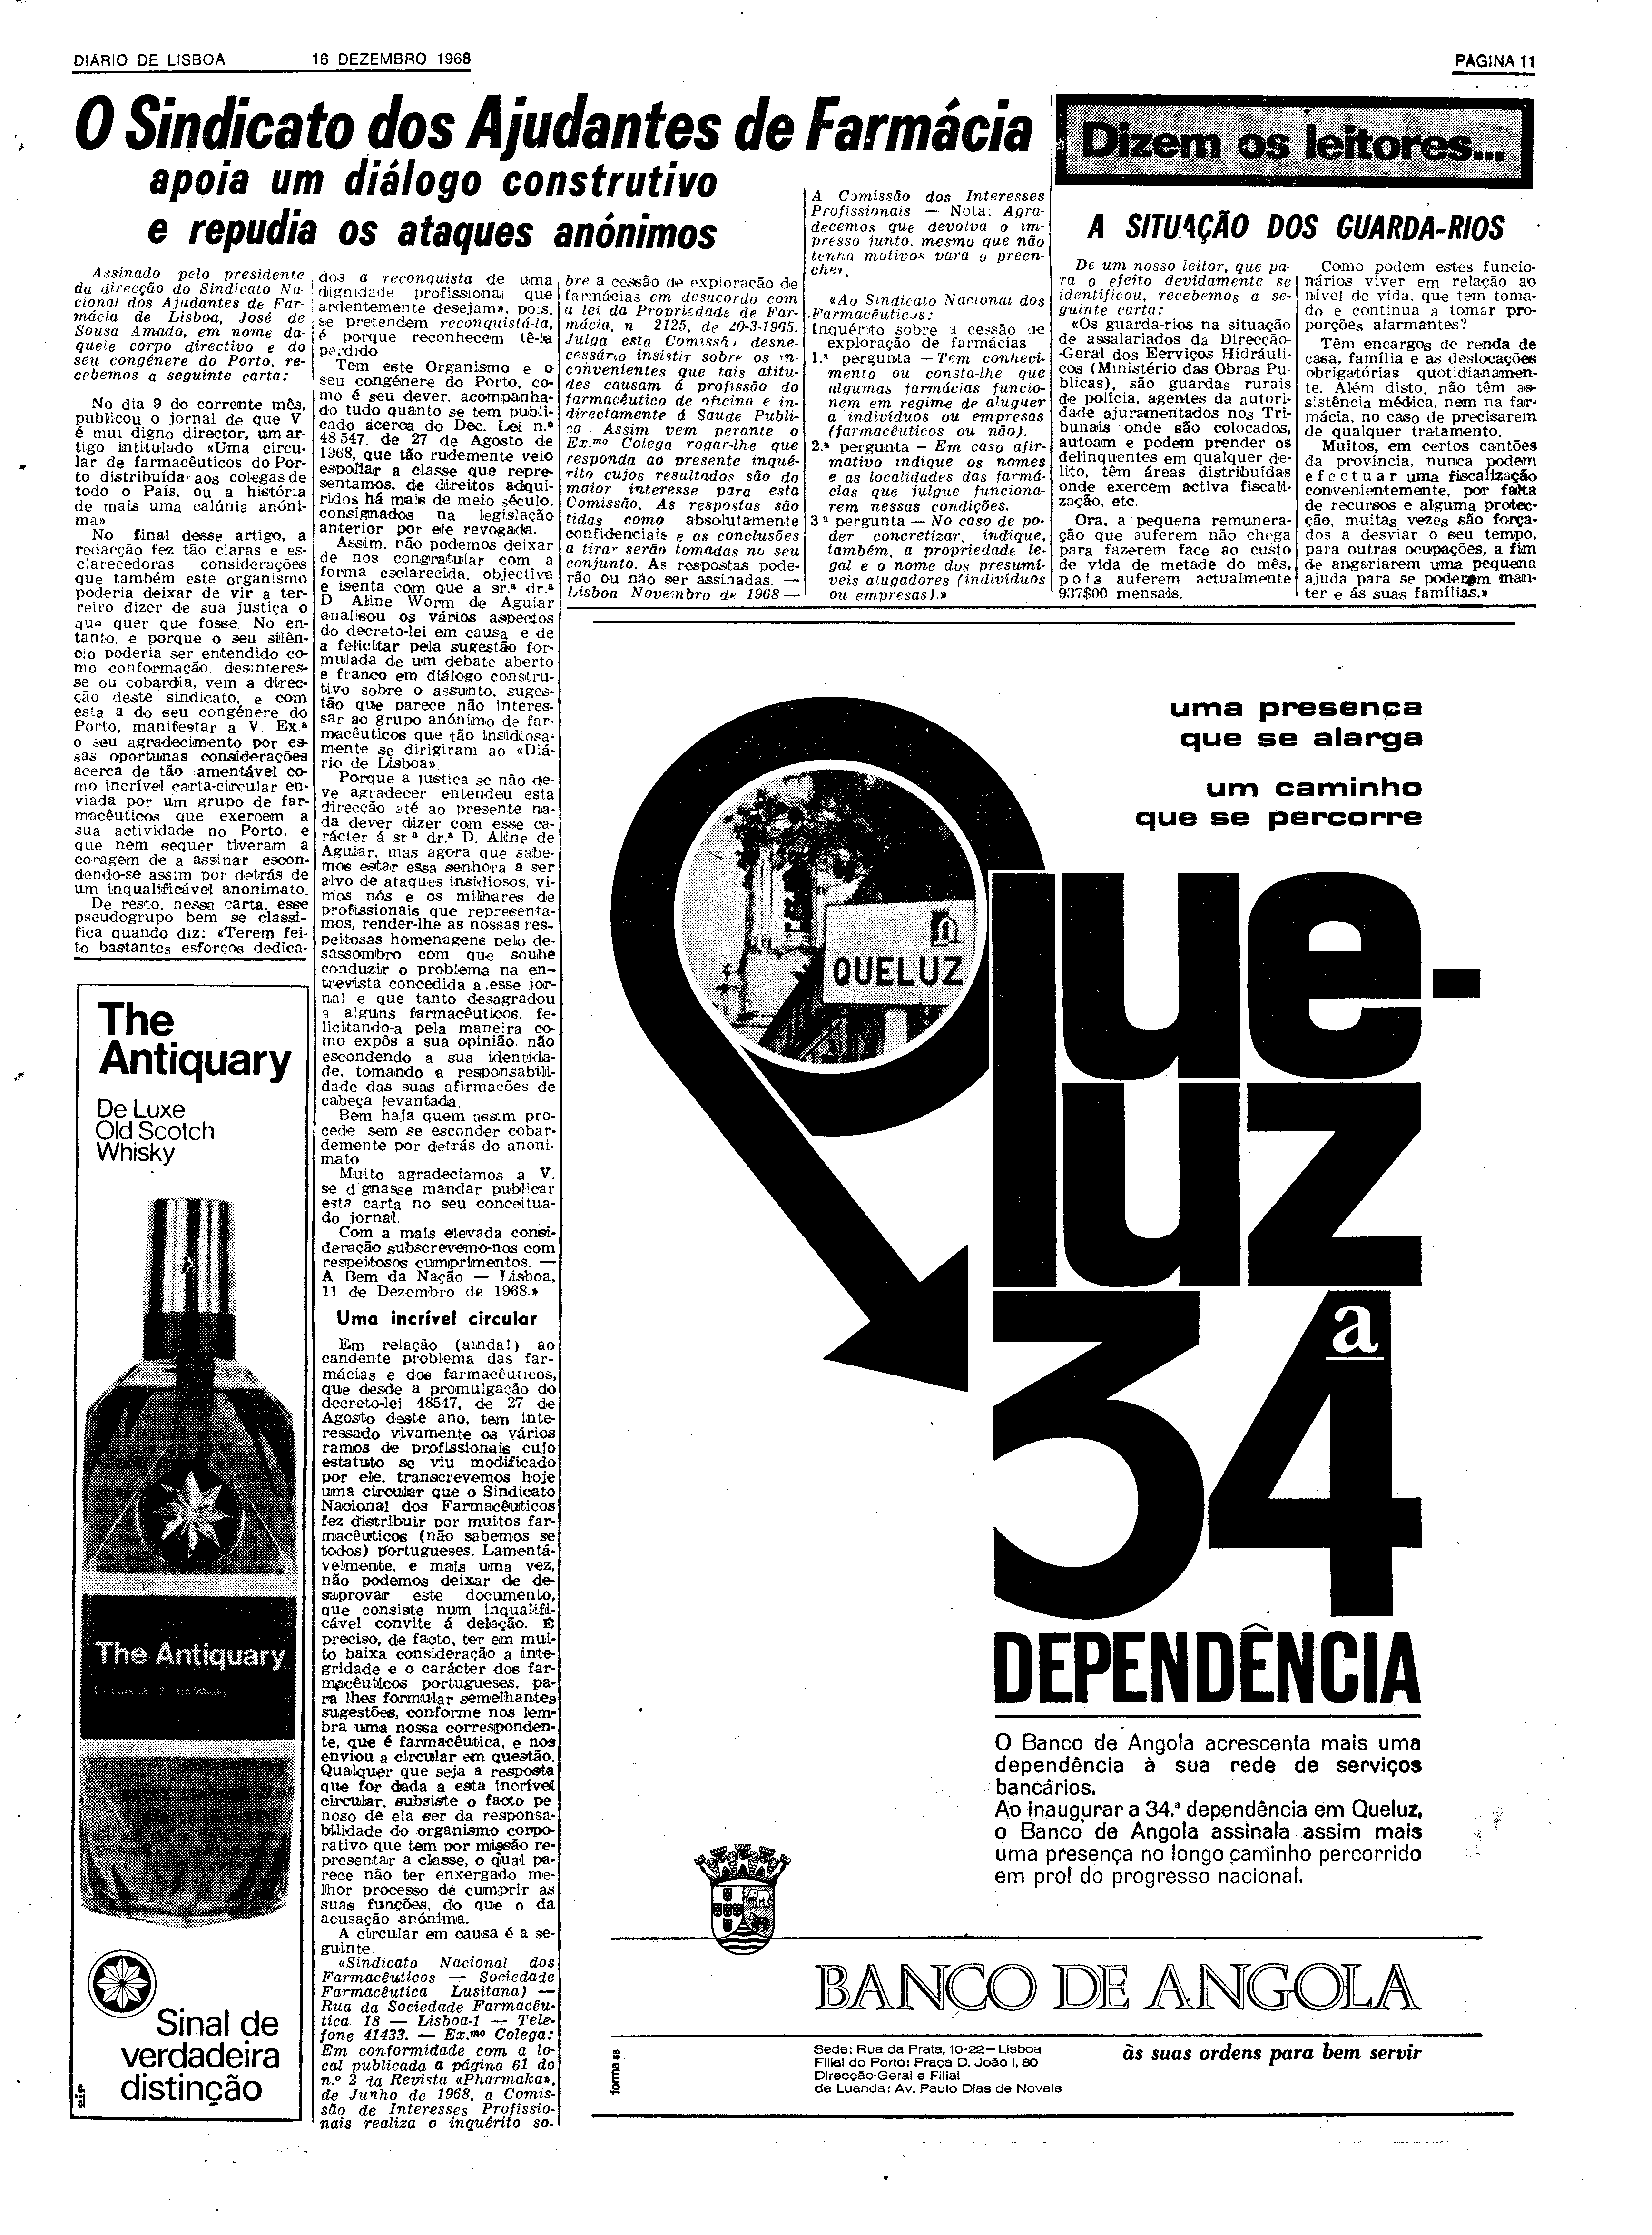 DIÁRIO DE LISBOA 16 DEZEMBRO 1968 PAGINA 11
O Sindicato dos Ajudantes de Farmácia
apoia um diálogo construtivo
e repudia os ataques anónimos
Assinado pelo presidente
da direcção do Sindicato Na-
cional dos Ajudantes de Far-
mácia de Lisboa, José de
Sousa Amado, em nome da-
quele corpo directivo e do
seu congénere do Porto, re-
cebemos a seguinte carta:
No dia 9 do corrente mês,
publicou o jornal de que V.
é mui digno director, um ar-
tigo intitulado «Uma circu-
lar de farmacêuticos do Por-
to distribuída aos colegas de
todo o País, ou a história
de mais uma calúnia anóni-
ma»
No final desse artigo, a
redacção fez tão claras e es-
clarecedoras considerações
que também este organismo
poderia deixar de vir a ter-
reiro dizer de sua justiça o
que quer que fosse. No en-
tanto, e porque o seu silên-
cio poderia ser entendido co-
mo conformação, desinteres-
se ou cobardia, vem a direc-
ção deste sindicato, e com
esta a do seu congénere do
Porto, manifestar a V. Ex.ª
o seu agradecimento por es-
sas oportunas considerações
acerca de tão amentável co-
mo incrível carta-circular en-
viada por um grupo de far-
macêuticos que exercem a
sua actividade no Porto, e
que nem sequer tiveram a
coragem de a assinar escon-
dendo-se assim por detrás de
um inqualificável anonimato.
De resto, nessa carta, esse
pseudogrupo bem se classi-
fica quando diz: «Terem fei-
to bastantes esforços dedica-
dos á reconquista de uma
dignidade profissional que
ardentemente desejam», pois,
se pretendem reconquistá-la,
é porque reconhecem tê-la
perdido
Tem este Organismo e o
seu congénere do Porto, co-
mo é seu dever, acompanha-
do tudo quanto se tem publi-
cado acerca do Dec. Lei n.º
48 547, de 27 de Agosto de
1968, que tão rudemente veio
espoliar a classe que repre-
sentamos, de direitos adqui-
ridos há mais de meio século,
consignados na legislação
anterior por ele revogada.
Assim, não podemos deixar
de nos congratular com a
forma esclarecida, objectiva
e isenta com que a sr.ª dr.ª
D Aline Worm de Aguiar
analisou os vários aspectos
do decreto-lei em causa, e de
a felicitar pela sugestão for-
mulada de um debate aberto
e franco em diálogo constru-
tivo sobre o assunto, suges-
tão que parece não interes-
sar ao grupo anónimo de far-
macêuticos que tão insidiosa-
mente se dirigiram ao «Diá-
rio de Lisboa»
Porque a justiça se não de-
ve agradecer entendeu esta
direcção até ao presente na-
da dever dizer com esse ca-
rácter á sr.ª dr.ª D. Aline de
Aguiar, mas agora que sabe-
mos estar essa senhora a ser
alvo de ataques insidiosos, vi-
mos nós e os milhares de
profissionais que representa-
mos, render-lhe as nossas res-
peitosas homenagens pelo de-
sassombro com que soube
conduzir o problema na en-
trevista concedida a esse jor-
nal e que tanto desagradou
a alguns farmacêuticos, fe-
licitando-a pela maneira co-
mo expôs a sua opinião, não
escondendo a sua identida-
de, tomando a responsabili-
dade das suas afirmações de
cabeça levantada.
Bem haja quem assim pro-
cede sem se esconder cobar-
demente por detrás do anoni-
mato
Muito agradecíamos a V.
se dignasse mandar publicar
esta carta no seu conceitua-
do jornal.
Com a mais elevada consi-
deração subscrevemo-nos com
respeitosos cumprimentos. —
A Bem da Nação — Lisboa,
11 de Dezembro de 1968.»
Uma incrível circular
Em relação (ainda!) ao
candente problema das far-
mácias e dos farmacêuticos,
que desde a promulgação do
decreto-lei 48547, de 27 de
Agosto deste ano, tem inte-
ressado vivamente os vários
ramos de profissionais cujo
estatuto se viu modificado
por ele, transcrevemos hoje
uma circular que o Sindicato
Nacional dos Farmacêuticos
fez distribuir por muitos far-
macêuticos (não sabemos se
todos) portugueses. Lamentá-
velmente, e mais uma vez,
não podemos deixar de de-
saprovar este documento,
que consiste num inqualifi-
cável convite á delação. É
preciso, de facto, ter em mui-
to baixa consideração a inte-
gridade e o carácter dos far-
macêuticos portugueses, pa-
ra lhes formular semelhantes
sugestões, conforme nos lem-
bra uma nossa corresponden-
te, que é farmacêutica, e nos
enviou a circular em questão.
Qualquer que seja a resposta
que for dada a esta incrível
circular, subsiste o facto pe
noso de ela ser da responsa-
bilidade do organismo corpo-
rativo que tem por missão re-
presentar a classe, o qual pa-
rece não ter enxergado me-
lhor processo de cumprir as
suas funções, do que o da
acusação anónima.
A circular em causa é a se-
guinte
«Sindicato Nacional dos
Farmacêuticos — Sociedade
Farmacêutica Lusitana) —
Rua da Sociedade Farmacêu-
tica 18 — Lisboa-1 — Tele-
fone 41433. — Ex.mo Colega:
Em conformidade com a lo-
cal publicada a página 61 do
n.º 2 da Revista «Pharmaka»,
de Junho de 1968, a Comis-
são de Interesses Profissio-
nais realiza o inquérito so-
bre a cessão de exploração de
farmácias em desacordo com
a lei da Propriedade de Far-
mácia, n 2125, de 20-3-1965.
Julga esta Comissão desne-
cessário insistir sobre os in-
convenientes que tais atitu-
des causam á profissão do
farmacêutico de oficina e in-
directamente á Saude Publi-
ca. Assim vem perante o
Ex.mo Colega rogar-lhe que
responda ao presente inqué-
rito cujos resultados são do
maior interesse para esta
Comissão. As respostas são
tidas como absolutamente
confidenciais e as conclusões
a tirar serão tomadas no seu
conjunto. As respostas pode-
rão ou não ser assinadas. —
Lisboa Novembro de 1968 —
A Comissão dos Interesses
Profissionais — Nota: Agra-
decemos que devolva o im-
presso junto, mesmo que não
tenha motivos para o preen-
cher.
«Ao Sindicato Nacional dos
Farmacêuticos:
Inquérito sobre a cessão de
exploração de farmácias
1.ª pergunta — Tem conheci-
mento ou consta-lhe que
algumas farmácias funcio-
nem em regime de aluguer
a indivíduos ou empresas
(farmacêuticos ou não).
2.ª pergunta — Em caso afir-
mativo indique os nomes
e as localidades das farmá-
cias que julgue funciona-
rem nessas condições.
3ª pergunta — No caso de po-
der concretizar, indique,
também, a propriedade le-
gal e o nome dos presumí-
veis alugadores (indivíduos
ou empresas).»
Dizem os leitores...
A SITUAÇÃO DOS GUARDA-RIOS
De um nosso leitor, que pa-
ra o efeito devidamente se
identificou, recebemos a se-
guinte carta:
«Os guarda-rios na situação
de assalariados da Direcção-
-Geral dos Eerviços Hidráuli-
cos (Ministério das Obras Pu-
blicas), são guardas rurais
de polícia, agentes da autori-
dade ajuramentados nos Tri-
bunais onde são colocados,
autoam e podem prender os
delinquentes em qualquer de-
lito, têm áreas distribuídas
onde exercem activa fiscali-
zação, etc.
Ora, a pequena remunera-
ção que auferem não chega
para fazerem face ao custo
de vida de metade do mês,
pois auferem actualmente
937$00 mensais.
Como podem estes funcio-
nários viver em relação ao
nível de vida, que tem toma-
do e continua a tomar pro-
porções alarmantes?
Têm encargos de renda de
casa, família e as deslocações
obrigatórias quotidianamen-
te. Além disto, não têm as-
sistência médica, nem na far-
mácia, no caso de precisarem
de qualquer tratamento.
Muitos, em certos cantões
da província, nunca podem
efectuar uma fiscalização
convenientemente, por falta
de recursos e alguma protec-
ção, muitas vezes são força-
dos a desviar o seu tempo,
para outras ocupações, a fim
de angariarem uma pequena
ajuda para se poderem man-
ter e ás suas famílias.»
The
Antiquary
De Luxe
Old Scotch
Whisky
The Antiquary
De Luxe Old Scotch Whisky
Sinal de
verdadeira
distinção
uma presença
que se alarga
um caminho
que se percorre
QUELUZ
Que-
luz
34ª
DEPENDÊNCIA
O Banco de Angola acrescenta mais uma
dependência à sua rede de serviços
bancários.
Ao inaugurar a 34.ª dependência em Queluz,
o Banco de Angola assinala assim mais
uma presença no longo caminho percorrido
em prol do progresso nacional.
BANCO DE ANGOLA
forma 68
Sede: Rua da Prata, 10-22 – Lisboa
Filial do Porto: Praça D. João I, 80
Direcção-Geral e Filial
de Luanda: Av. Paulo Dias de Novais
às suas ordens para bem servir